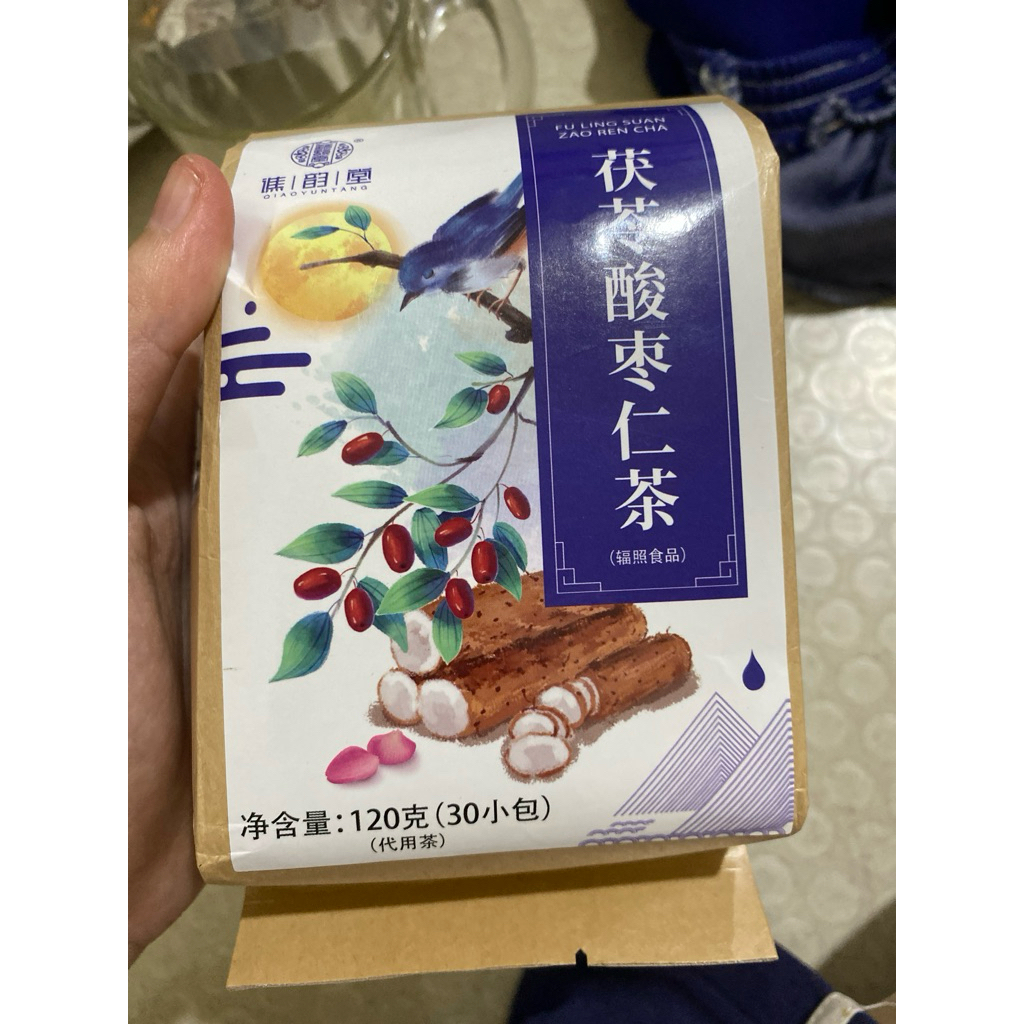 谯韵堂
QIAOYUNTANG
FU LING SUAN
ZAO REN CHA
茯苓酸枣仁茶
(辐照食品)
净含量:120克(30小包)
(代用茶)